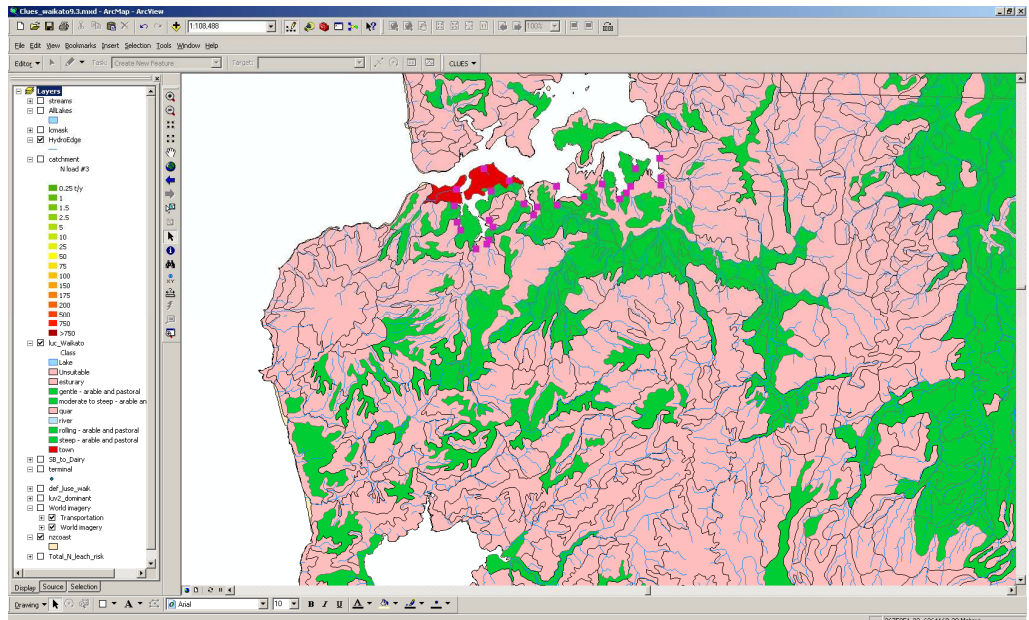 Clues_waikato9.3.mxd - ArcMap - ArcView
1:108,488
100%
File Edit View Bookmarks Insert Selection Tools Window Help
Editor Task: Create New Feature Target: CLUES
Layers
streams
AllLakes
lcmask
HydroEdge
catchment
N load #3
0.25 t/y
1
1.5
2.5
5
10
25
50
75
100
150
175
200
500
750
>750
luc_Waikato
Class
Lake
Unsuitable
esturary
gentle - arable and pastoral
moderate to steep - arable an
quar
river
rolling - arable and pastoral
steep - arable and pastoral
town
SB_to_Dairy
terminal
def_luse_waik
luv2_dominant
World imagery
Transportation
World imagery
nzcoast
Total_N_leach_risk
Display Source Selection
Drawing A Arial 10 B I U A